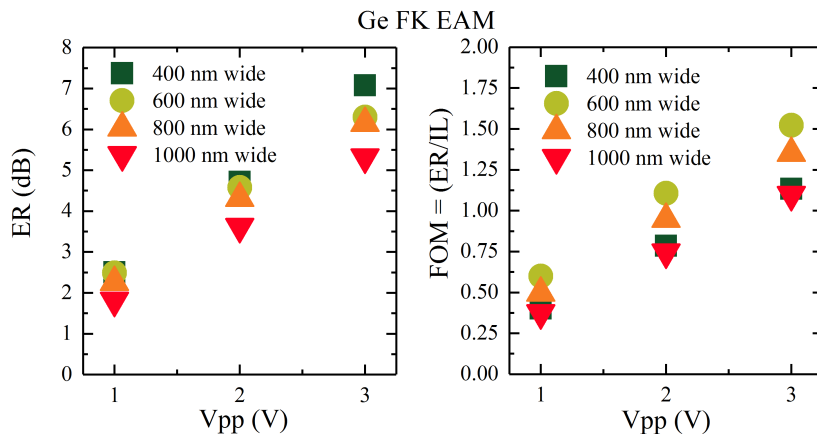 Ge FK EAM
8
7
6
5
4
3
2
1
0
ER (dB)
400 nm wide
600 nm wide
800 nm wide
1000 nm wide
1 2 3
Vpp (V)
2.00
1.75
1.50
1.25
1.00
0.75
0.50
0.25
0.00
FOM = (ER/IL)
400 nm wide
600 nm wide
800 nm wide
1000 nm wide
1 2 3
Vpp (V)